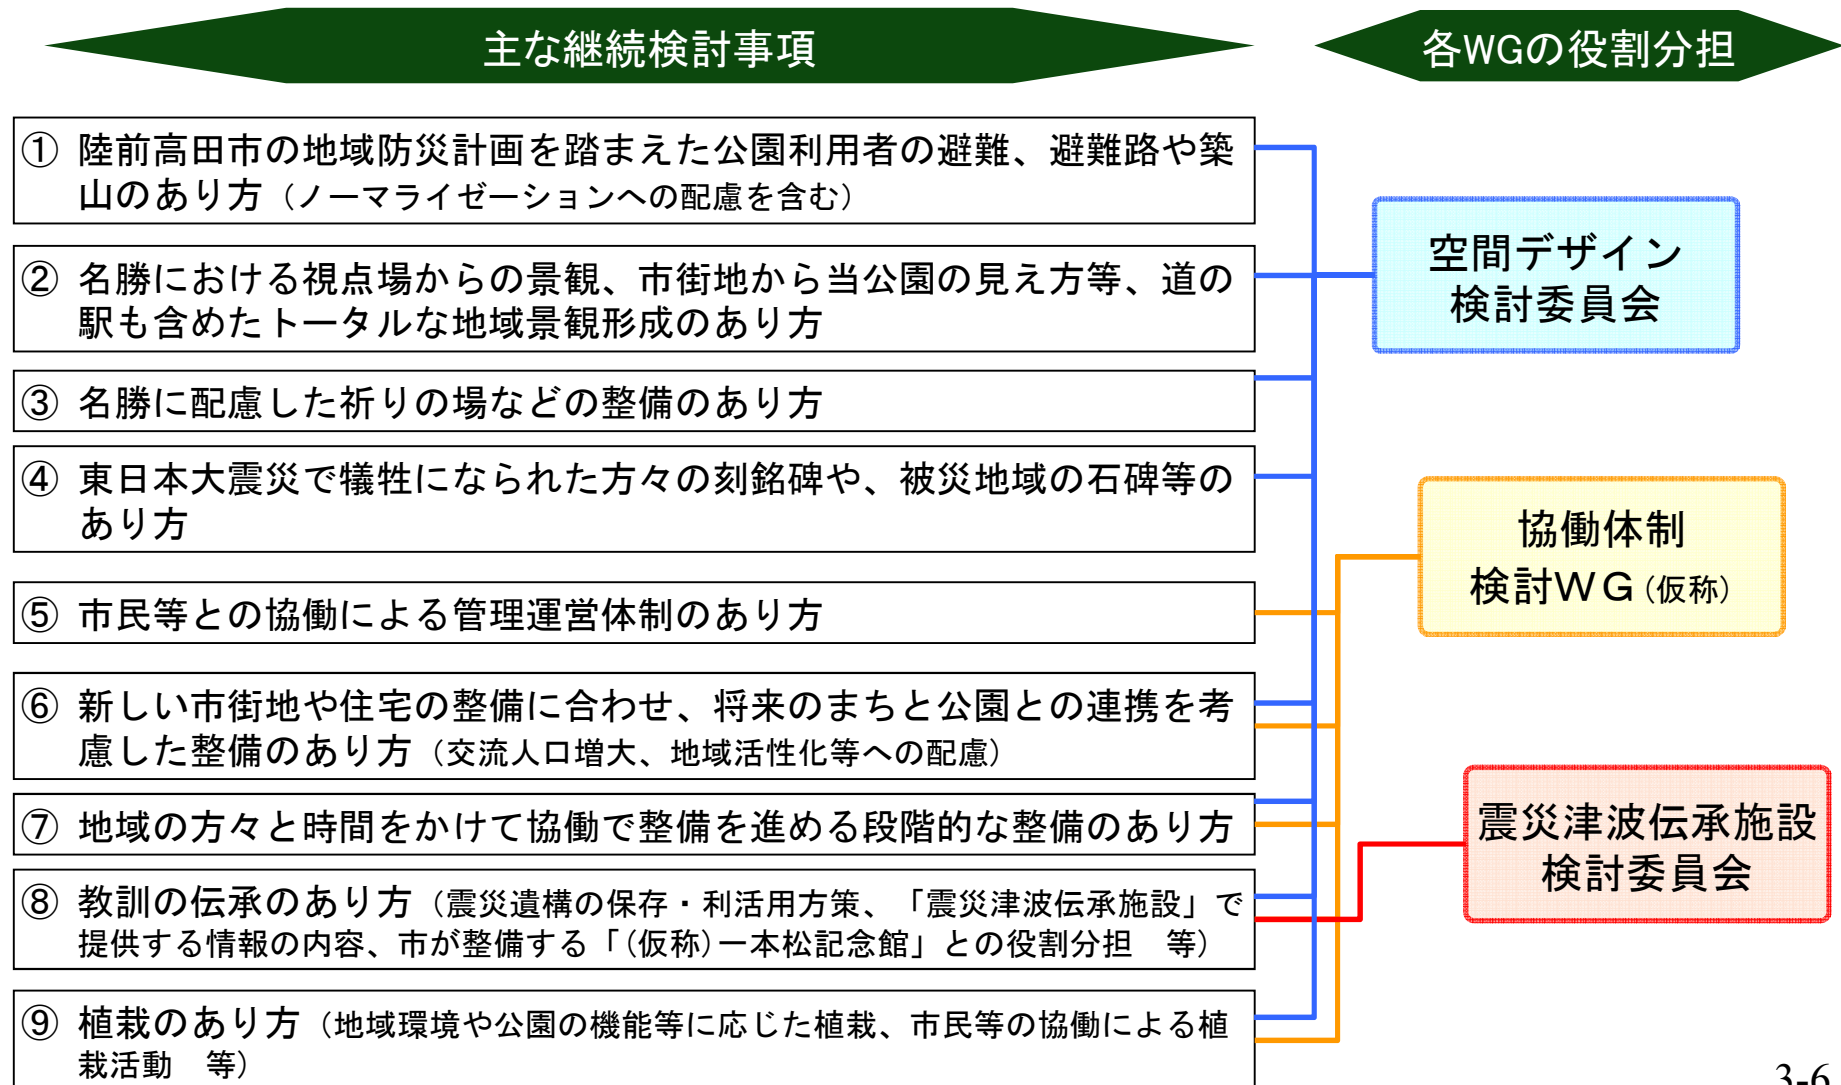 主な継続検討事項
各WGの役割分担
① 陸前高田市の地域防災計画を踏まえた公園利用者の避難、避難路や築
山のあり方（ノーマライゼーションへの配慮を含む）
② 名勝における視点場からの景観、市街地から当公園の見え方等、道の
駅も含めたトータルな地域景観形成のあり方
③ 名勝に配慮した祈りの場などの整備のあり方
④ 東日本大震災で犠牲になられた方々の刻銘碑や、被災地域の石碑等の
あり方
⑤ 市民等との協働による管理運営体制のあり方
⑥ 新しい市街地や住宅の整備に合わせ、将来のまちと公園との連携を考
慮した整備のあり方（交流人口増大、地域活性化等への配慮）
⑦ 地域の方々と時間をかけて協働で整備を進める段階的な整備のあり方
⑧ 教訓の伝承のあり方（震災遺構の保存・利活用方策、「震災津波伝承施設」で
提供する情報の内容、市が整備する「(仮称)一本松記念館」との役割分担　等）
⑨ 植栽のあり方（地域環境や公園の機能等に応じた植栽、市民等の協働による植
栽活動　等）
空間デザイン
検討委員会
協働体制
検討ＷＧ(仮称)
震災津波伝承施設
検討委員会
3-6